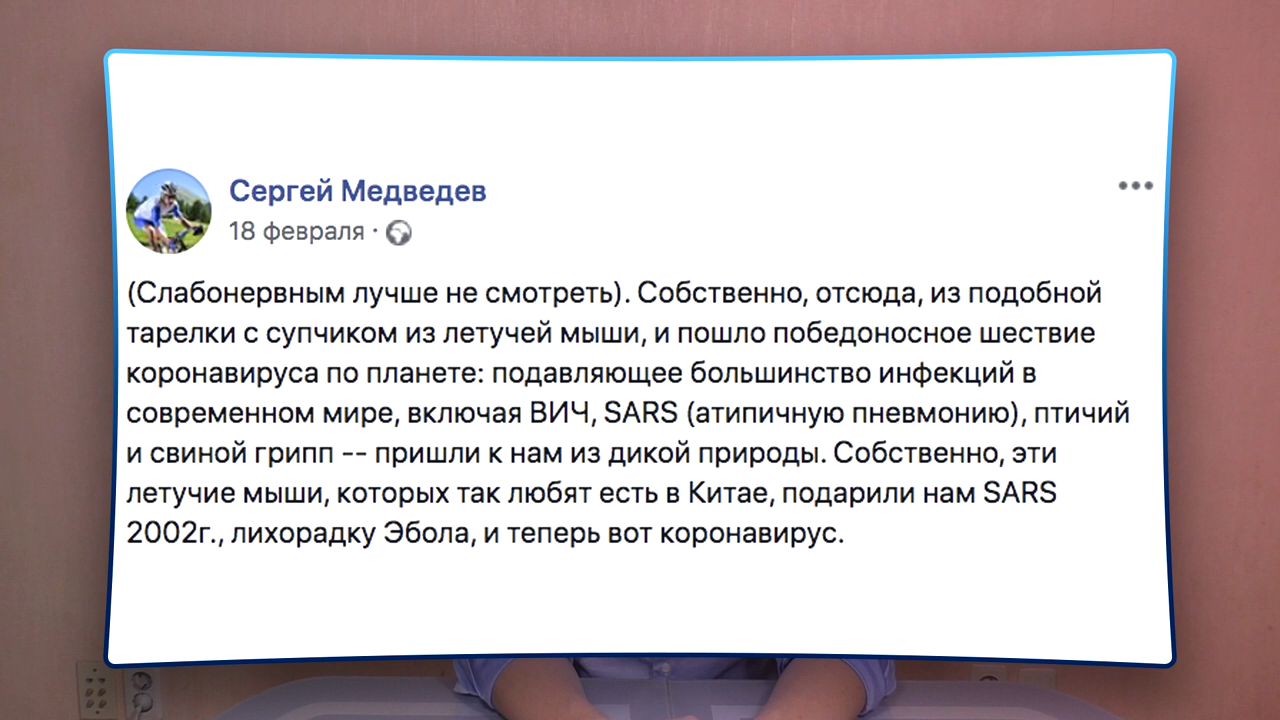 Сергей Медведев
18 февраля ·
(Слабонервным лучше не смотреть). Собственно, отсюда, из подобной
тарелки с супчиком из летучей мыши, и пошло победоносное шествие
коронавируса по планете: подавляющее большинство инфекций в
современном мире, включая ВИЧ, SARS (атипичную пневмонию), птичий
и свиной грипп -- пришли к нам из дикой природы. Собственно, эти
летучие мыши, которых так любят есть в Китае, подарили нам SARS
2002г., лихорадку Эбола, и теперь вот коронавирус.